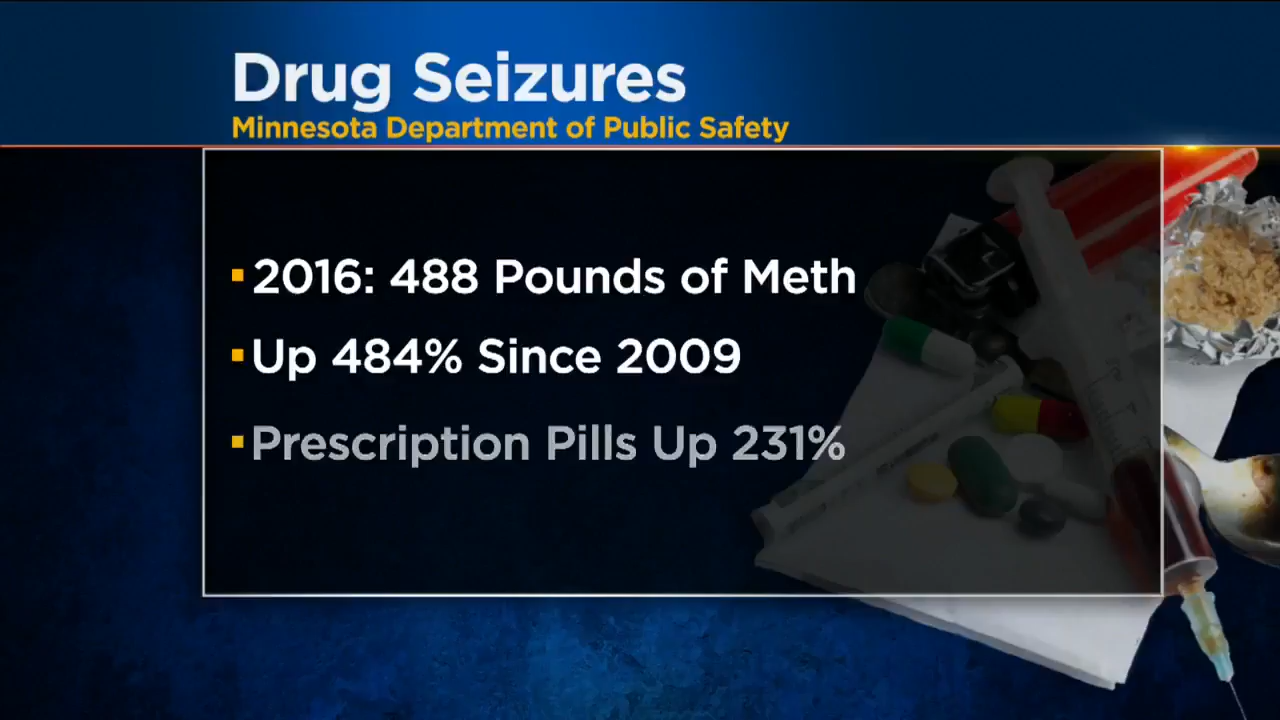 Drug Seizures
Minnesota Department of Public Safety
2016: 488 Pounds of Meth
Up 484% Since 2009
Prescription Pills Up 231%